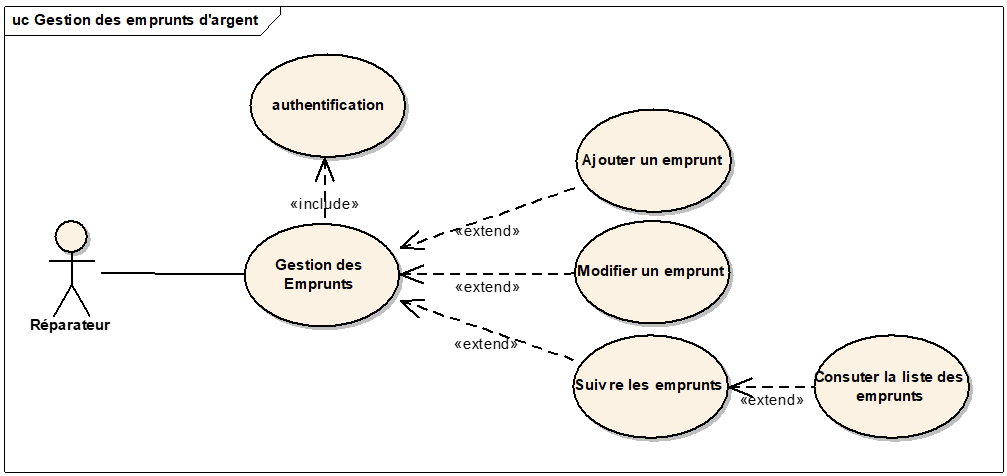 uc Gestion des emprunts d'argent
authentification
Ajouter un emprunt
«include»
«extend»
Gestion des
Emprunts
Modifier un emprunt
«extend»
Réparateur
«extend»
Suivre les emprunts
Consuter la liste des
emprunts
«extend»